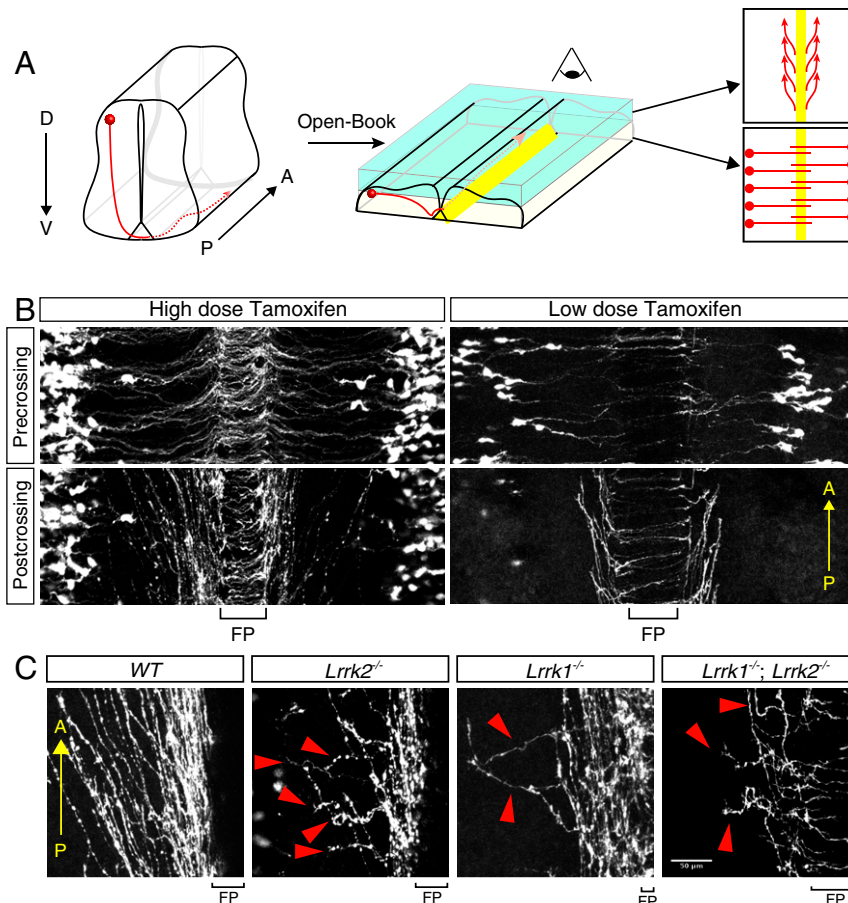 A
D
V
A
P
Open-Book
B
High dose Tamoxifen
Low dose Tamoxifen
Precrossing
Postcrossing
A
P
FP
FP
C
WT
Lrrk2-/-
Lrrk1-/-
Lrrk1-/-; Lrrk2-/-
A
P
50 µm
FP
FP
FP
FP